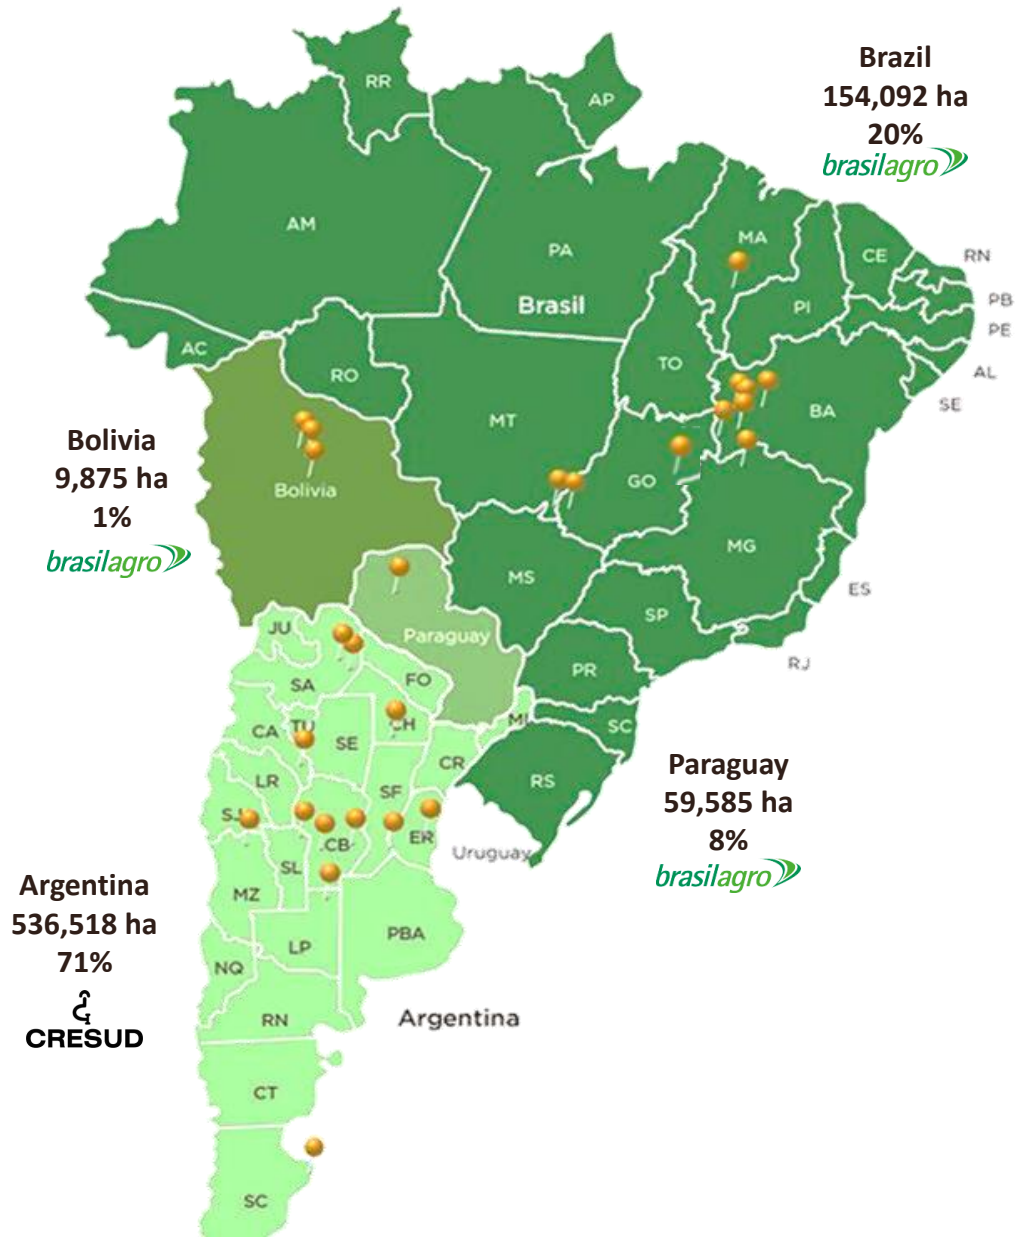 Brazil
154,092 ha
20%
brasilagro
RR
AP
AM
PA
MA
CE
RN
PB
PE
AL
SE
PI
Brasil
AC
RO
TO
MT
BA
Bolivia
9,875 ha
1%
brasilagro
Bolivia
GO
MG
MS
ES
SP
S
RJ
PR
SC
RS
Paraguay
JU
SA
FO
CA
TU
SE
CH
MI
CR
LR
SF
SJ
CB
ER
Uruguay
SL
MZ
Paraguay
59,585 ha
8%
brasilagro
Argentina
536,518 ha
71%
CRESUD
PBA
LP
NQ
RN
Argentina
CT
SC